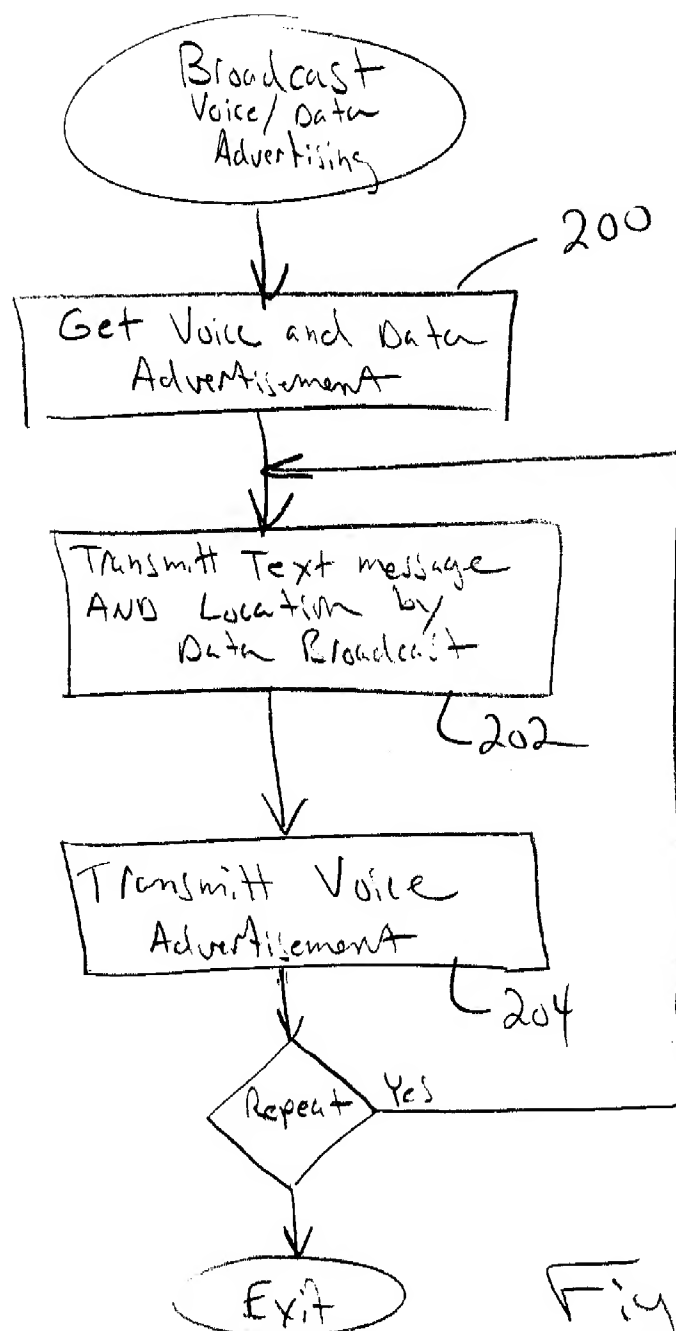 Broadcast
Voice/Data
Advertising
200
Get Voice and Data
Advertisement
Transmitt Text message
AND Location by
Data Broadcast
202
Transmitt Voice
Advertisement
204
Repeat
Yes
Exit
Fig